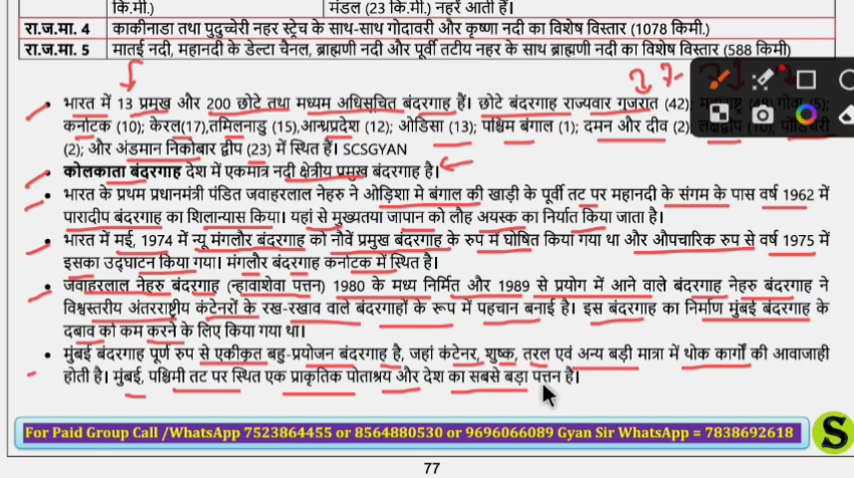 कि.मी.) मंडल (23 कि.मी.) नहरें आती हैं।
रा.ज.मा. 4 काकीनाडा तथा पुदुच्चेरी नहर स्ट्रेच के साथ-साथ गोदावरी और कृष्णा नदी का विशेष विस्तार (1078 किमी.)
रा.ज.मा. 5 मातई नदी, महानदी के डेल्टा चैनल, ब्राह्मणी नदी और पूर्वी तटीय नहर के साथ ब्राह्मणी नदी का विशेष विस्तार (588 किमी)
• भारत में 13 प्रमुख और 200 छोटे तथा मध्यम अधिसूचित बंदरगाह हैं। छोटे बंदरगाह राज्यवार गुजरात (42);
कर्नाटक (10); केरल(17),तमिलनाडु (15),आन्ध्रप्रदेश (12); ओडिसा (13); पश्चिम बंगाल (1); दमन और दीव (2);
(2); और अंडमान निकोबार द्वीप (23) में स्थित हैं। SCSGYAN
• कोलकाता बंदरगाह देश में एकमात्र नदी क्षेत्रीय प्रमुख बंदरगाह है।
• भारत के प्रथम प्रधानमंत्री पंडित जवाहरलाल नेहरु ने ओड़िशा मे बंगाल की खाड़ी के पूर्वी तट पर महानदी के संगम के पास वर्ष 1962 में
पारादीप बंदरगाह का शिलान्यास किया। यहां से मुख्यतया जापान को लौह अयस्क का निर्यात किया जाता है।
• भारत में मई, 1974 में न्यू मंगलौर बंदरगाह को नौवें प्रमुख बंदरगाह के रुप में घोषित किया गया था और औपचारिक रुप से वर्ष 1975 में
इसका उद्घाटन किया गया। मंगलौर बंदरगाह कर्नाटक में स्थित है।
• जवाहरलाल नेहरु बंदरगाह (न्हावाशेवा पत्तन) 1980 के मध्य निर्मित और 1989 से प्रयोग में आने वाले बंदरगाह नेहरु बंदरगाह ने
विश्वस्तरीय अंतरराष्ट्रीय कंटेनरों के रख-रखाव वाले बंदरगाहों के रूप में पहचान बनाई है। इस बंदरगाह का निर्माण मुंबई बंदरगाह के
दबाव को कम करने के लिए किया गया था।
• मुंबई बंदरगाह पूर्ण रुप से एकीकृत बहु-प्रयोजन बंदरगाह है, जहां कंटेनर, शुष्क, तरल एवं अन्य बड़ी मात्रा में थोक कार्गों की आवाजाही
होती है। मुंबई, पश्चिमी तट पर स्थित एक प्राकृतिक पोताश्रय और देश का सबसे बड़ा पत्तन है।
For Paid Group Call /WhatsApp 7523864455 or 8564880530 or 9696066089 Gyan Sir WhatsApp = 7838692618
S
77